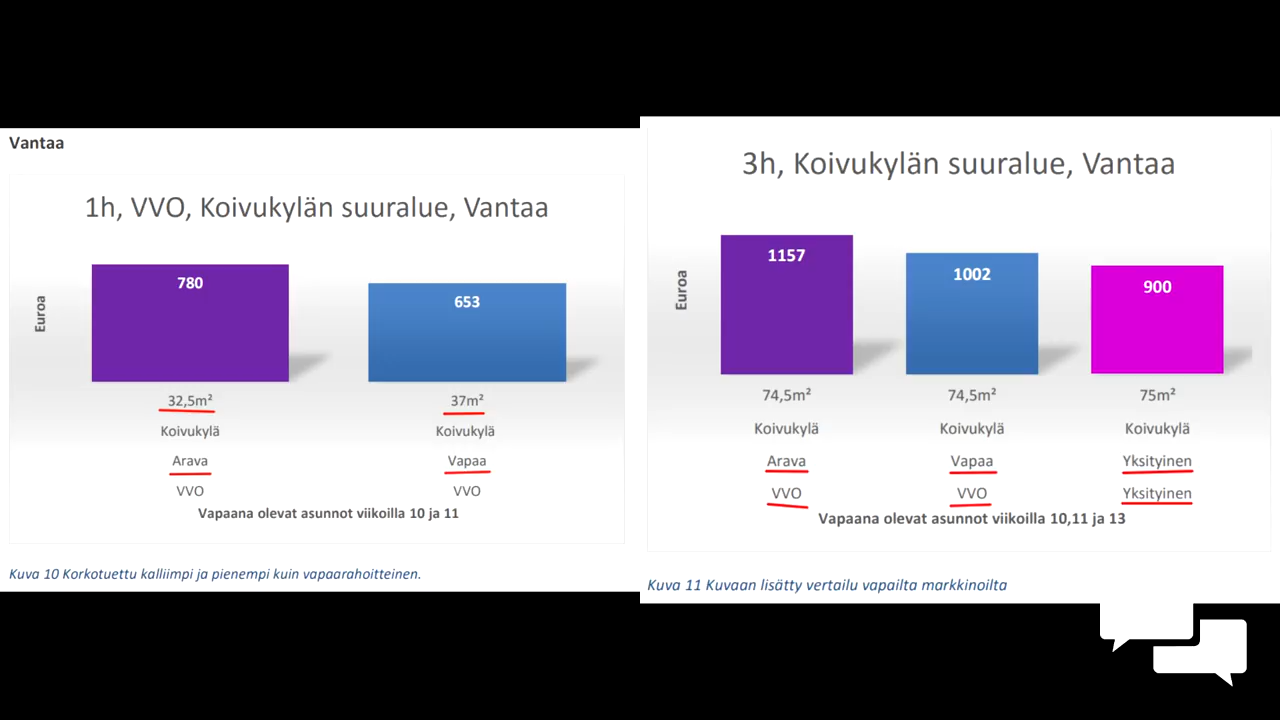 Vantaa
1h, VVO, Koivukylän suuralue, Vantaa
Euroa
780
653
32,5m²
37m²
Koivukylä
Koivukylä
Arava
Vapaa
VVO
VVO
Vapaana olevat asunnot viikoilla 10 ja 11
Kuva 10 Korkotuettu kalliimpi ja pienempi kuin vapaarahoitteinen.
3h, Koivukylän suuralue, Vantaa
Euroa
1157
1002
900
74,5m²
74,5m²
75m²
Koivukylä
Koivukylä
Koivukylä
Arava
Vapaa
Yksityinen
VVO
VVO
Yksityinen
Vapaana olevat asunnot viikoilla 10,11 ja 13
Kuva 11 Kuvaan lisätty vertailu vapailta markkinoilta